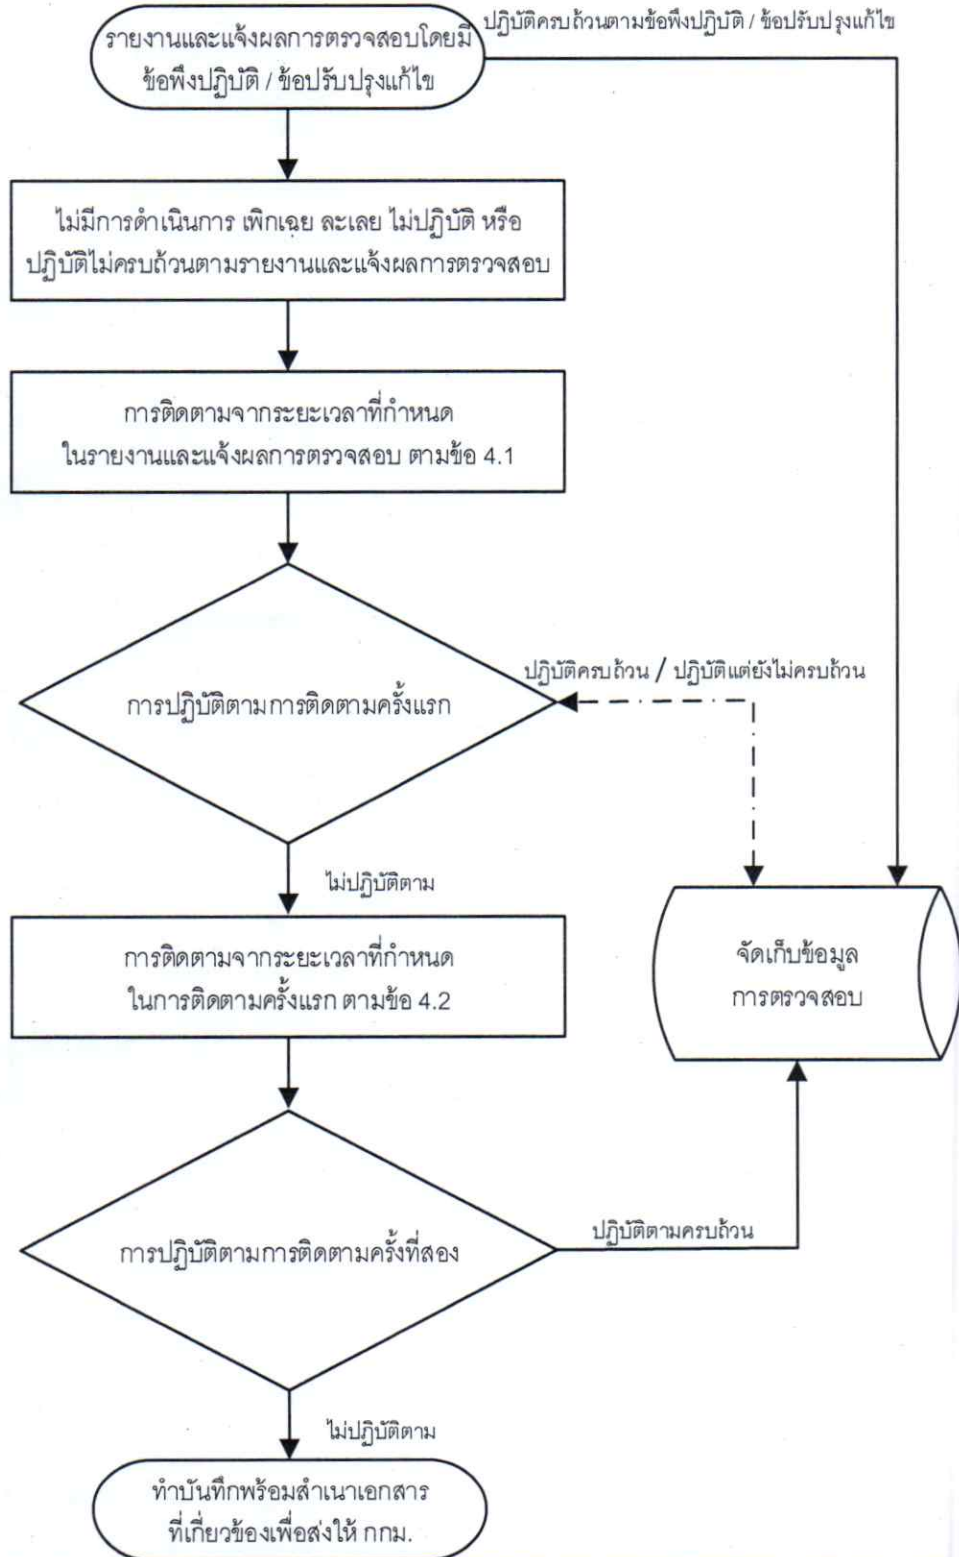 ปฏิบัติครบถ้วนตามข้อพึงปฏิบัติ / ข้อปรับปรุงแก้ไข
รายงานและแจ้งผลการตรวจสอบโดยมี
ข้อพึงปฏิบัติ / ข้อปรับปรุงแก้ไข
ไม่มีการดำเนินการ เพิกเฉย ละเลย ไม่ปฏิบัติ หรือ
ปฏิบัติไม่ครบถ้วนตามรายงานและแจ้งผลการตรวจสอบ
การติดตามจากระยะเวลาที่กำหนด
ในรายงานและแจ้งผลการตรวจสอบ ตามข้อ 4.1
ปฏิบัติครบถ้วน / ปฏิบัติแต่ยังไม่ครบถ้วน
การปฏิบัติตามการติดตามครั้งแรก
ไม่ปฏิบัติตาม
การติดตามจากระยะเวลาที่กำหนด
ในการติดตามครั้งแรก ตามข้อ 4.2
จัดเก็บข้อมูล
การตรวจสอบ
ปฏิบัติตามครบถ้วน
การปฏิบัติตามการติดตามครั้งที่สอง
ไม่ปฏิบัติตาม
ทำบันทึกพร้อมสำเนาเอกสาร
ที่เกี่ยวข้องเพื่อส่งให้ กกม.